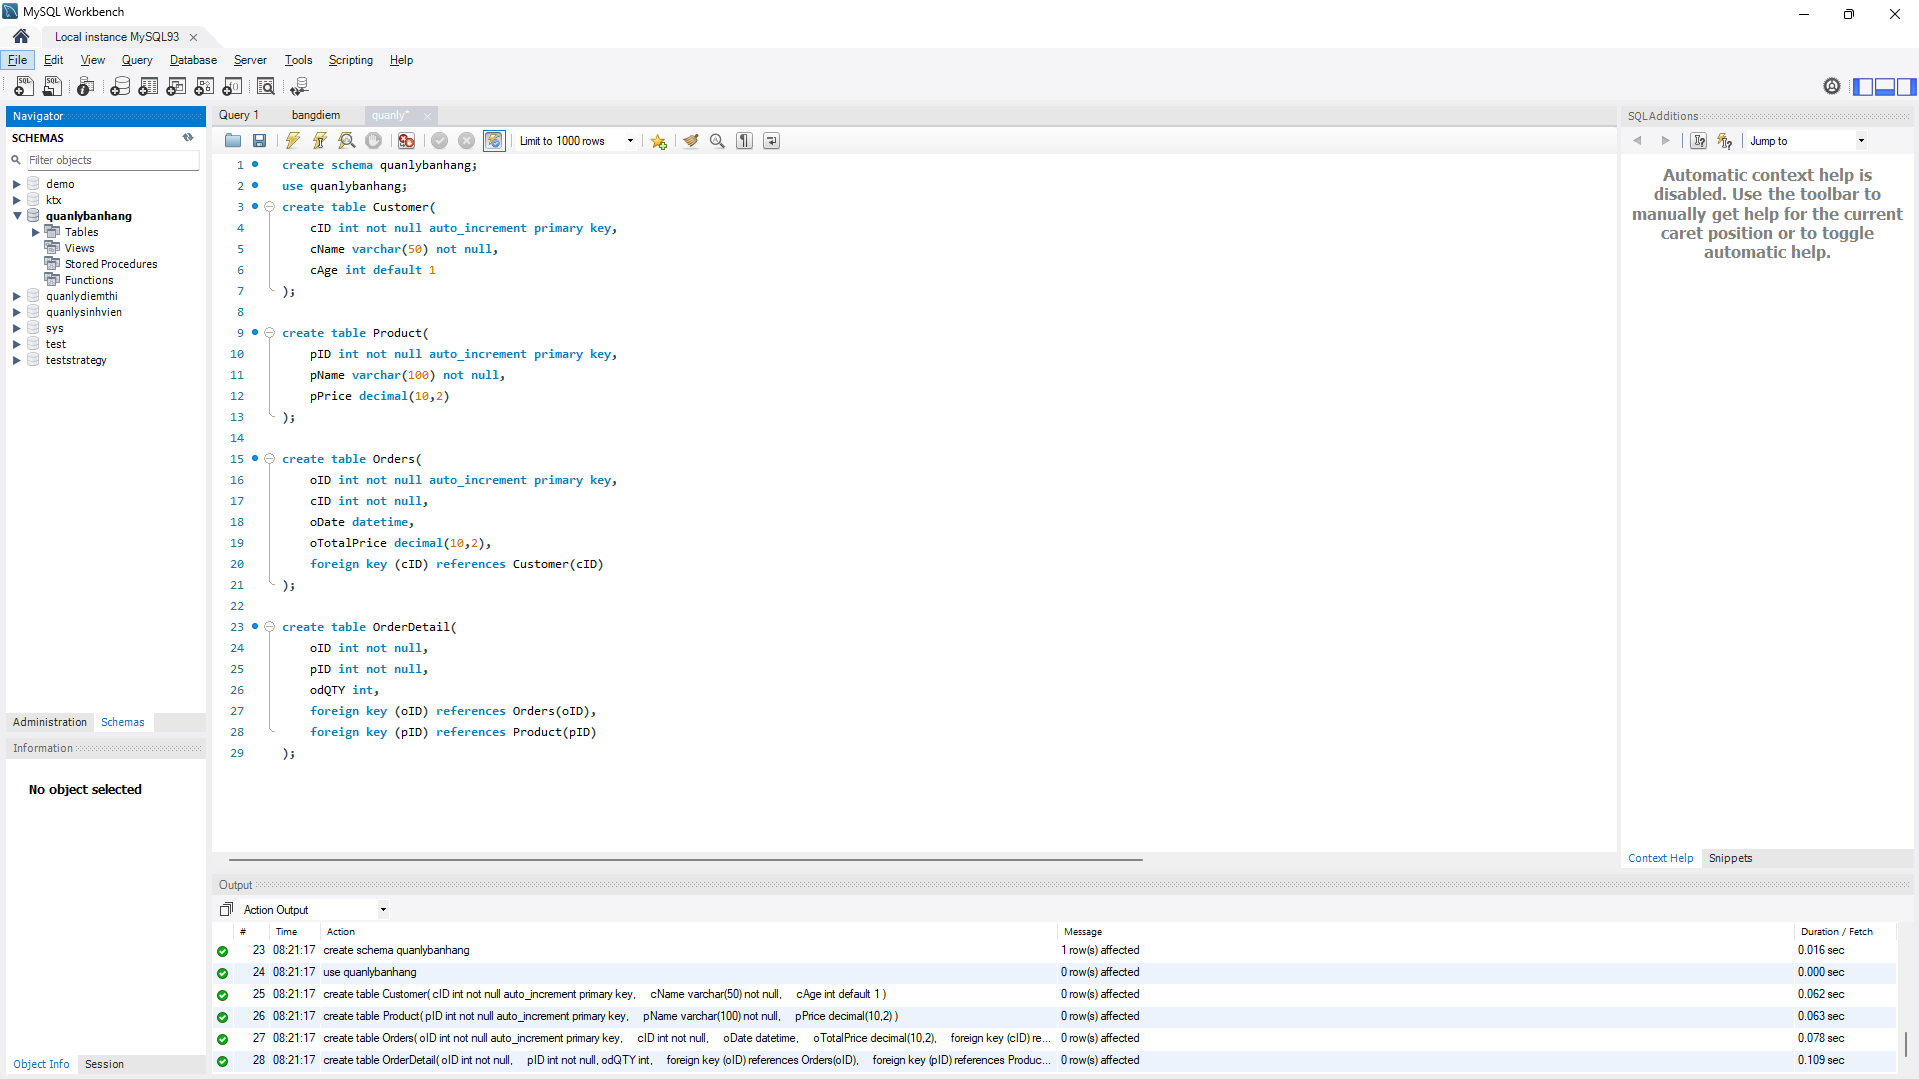 MySQL Workbench
Local instance MySQL93
File Edit View Query Database Server Tools Scripting Help
Navigator
SCHEMAS
Filter objects
demo
ktx
quanlybanhang
Tables
Views
Stored Procedures
Functions
quanlydiemthi
quanlysinhvien
sys
test
teststrategy
Administration Schemas
Information
No object selected
Object Info Session
Query 1 bangdiem quanly*
Limit to 1000 rows
1 create schema quanlybanhang;
2 use quanlybanhang;
3 create table Customer(
4 cID int not null auto_increment primary key,
5 cName varchar(50) not null,
6 cAge int default 1
7 );
8
9 create table Product(
10 pID int not null auto_increment primary key,
11 pName varchar(100) not null,
12 pPrice decimal(10,2)
13 );
14
15 create table Orders(
16 oID int not null auto_increment primary key,
17 cID int not null,
18 oDate datetime,
19 oTotalPrice decimal(10,2),
20 foreign key (cID) references Customer(cID)
21 );
22
23 create table OrderDetail(
24 oID int not null,
25 pID int not null,
26 odQTY int,
27 foreign key (oID) references Orders(oID),
28 foreign key (pID) references Product(pID)
29 );
SQLAdditions
Jump to
Automatic context help is
disabled. Use the toolbar to
manually get help for the current
caret position or to toggle
automatic help.
Context Help Snippets
Output
Action Output
# Time Action Message Duration / Fetch
23 08:21:17 create schema quanlybanhang 1 row(s) affected 0.016 sec
24 08:21:17 use quanlybanhang 0 row(s) affected 0.000 sec
25 08:21:17 create table Customer( cID int not null auto_increment primary key, cName varchar(50) not null, cAge int default 1 ) 0 row(s) affected 0.062 sec
26 08:21:17 create table Product( pID int not null auto_increment primary key, pName varchar(100) not null, pPrice decimal(10,2) ) 0 row(s) affected 0.063 sec
27 08:21:17 create table Orders( oID int not null auto_increment primary key, cID int not null, oDate datetime, oTotalPrice decimal(10,2), foreign key (cID) re... 0 row(s) affected 0.078 sec
28 08:21:17 create table OrderDetail( oID int not null, pID int not null, odQTY int, foreign key (oID) references Orders(oID), foreign key (pID) references Produc... 0 row(s) affected 0.109 sec